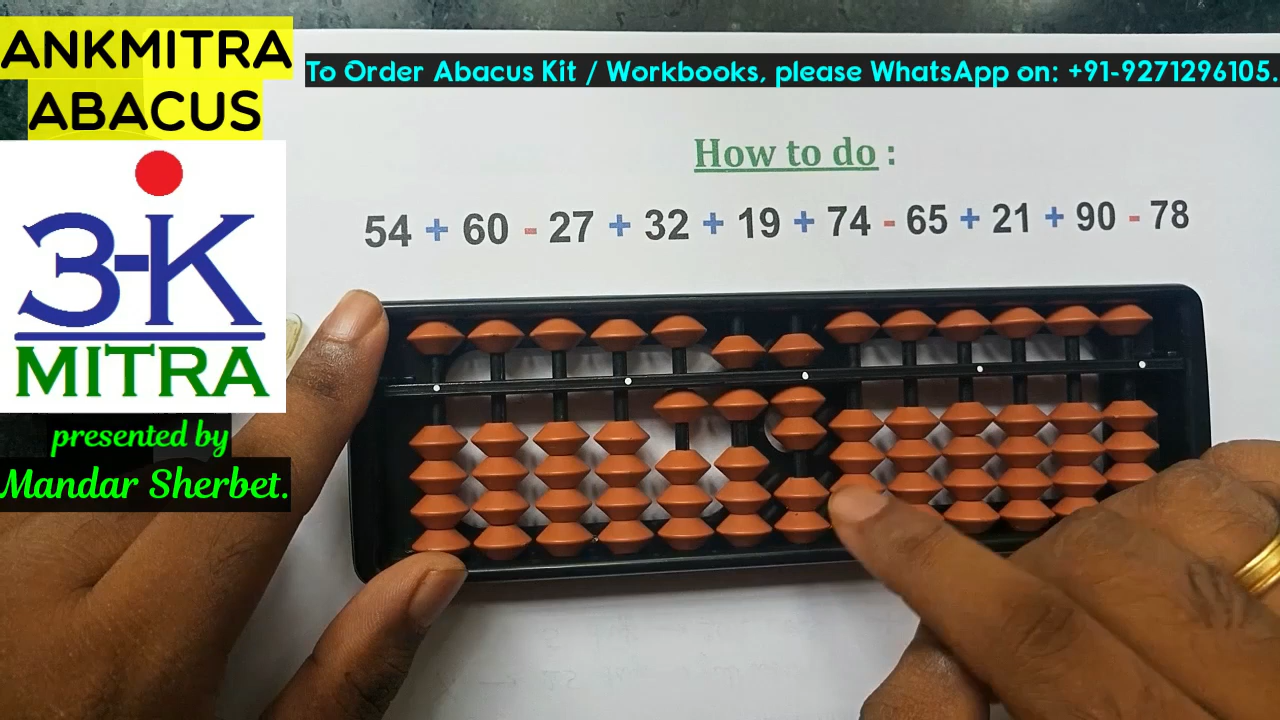 ANKMITRA
ABACUS
To Order Abacus Kit / Workbooks, please WhatsApp on: +91-9271296105.
How to do :
54 + 60 - 27 + 32 + 19 + 74 - 65 + 21 + 90 - 78
3-K
MITRA
presented by
Mandar Sherbet.